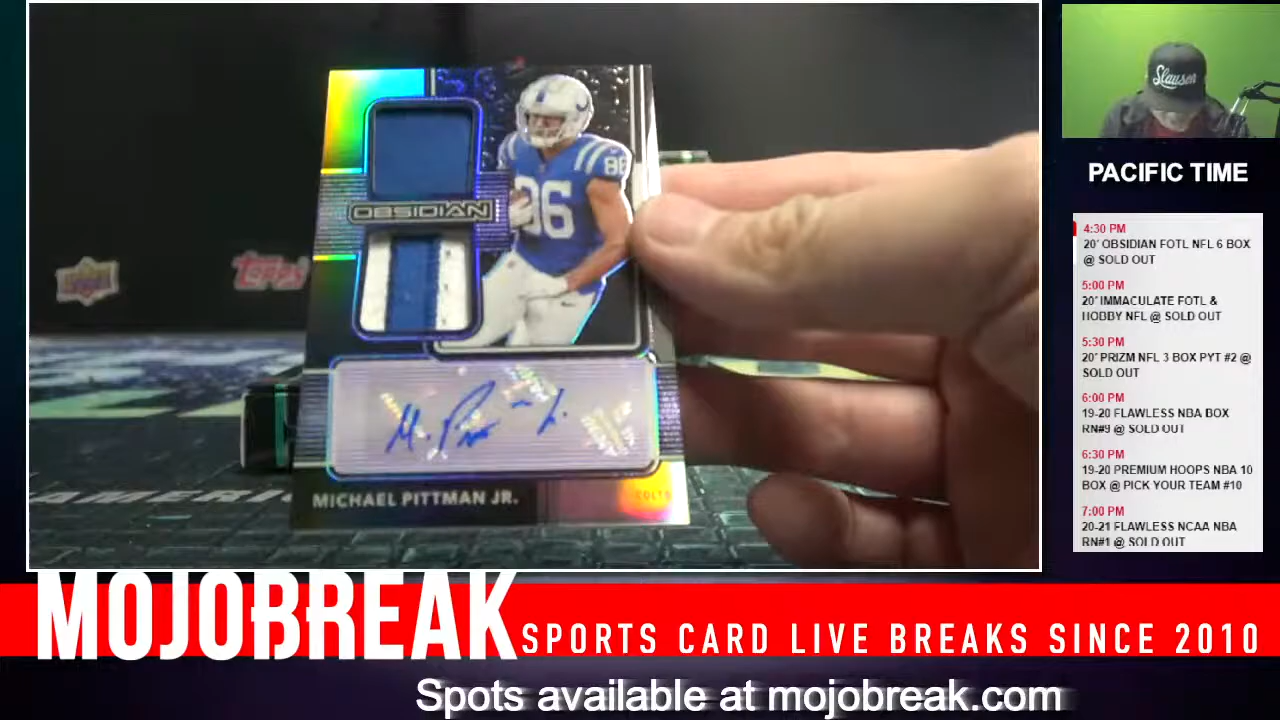 Slauson
PACIFIC TIME
4:30 PM
20' OBSIDIAN FOTL NFL 6 BOX
@ SOLD OUT
5:00 PM
20' IMMACULATE FOTL &
HOBBY NFL @ SOLD OUT
5:30 PM
20' PRIZM NFL 3 BOX PYT #2 @
SOLD OUT
6:00 PM
19-20 FLAWLESS NBA BOX
RN#9 @ SOLD OUT
6:30 PM
19-20 PREMIUM HOOPS NBA 10
BOX @ PICK YOUR TEAM #10
7:00 PM
20-21 FLAWLESS NCAA NBA
RN#1 @ SOLD OUT
86
86
OBSIDIAN
topps
MICHAEL PITTMAN JR.
COLTS
MOJOBREAK
SPORTS CARD LIVE BREAKS SINCE 2010
Spots available at mojobreak.com